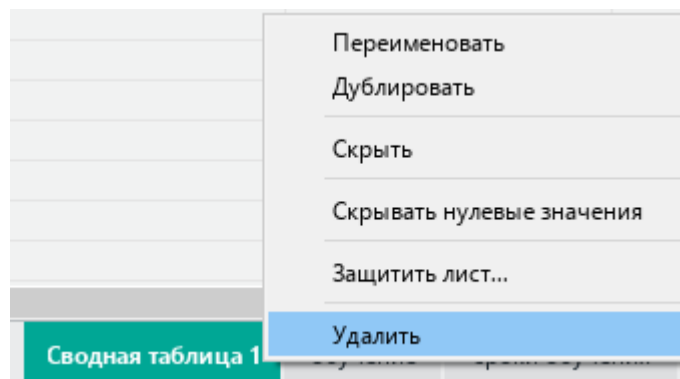 Переименовать
Дублировать
Скрыть
Скрывать нулевые значения
Защитить лист...
Удалить
Сводная таблица 1